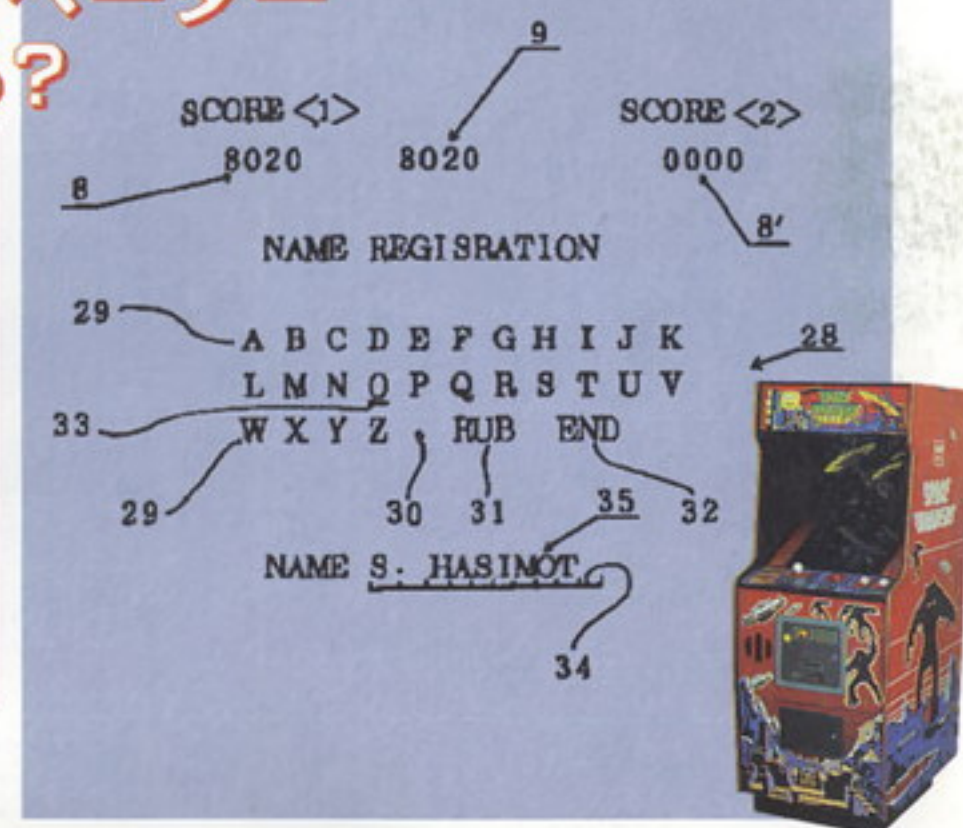 ?
9
SCORE <1> SCORE <2>
8020 8020 0000
8
8′
NAME REGISRATION
29
A B C D E F G H I J K
28
L M N O P Q R S T U V
33
W X Y Z . RUB END
29 30 31 35 32
NAME S. HASIMOT
34